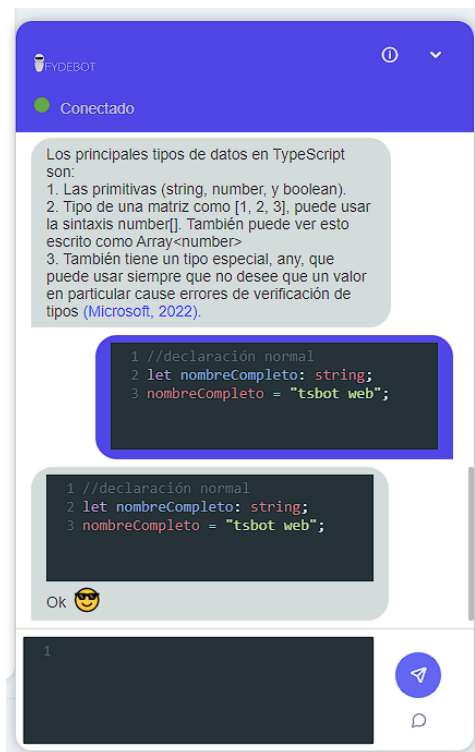 FYDEBOT
Conectado
Los principales tipos de datos en TypeScript
son:
1. Las primitivas (string, number, y boolean).
2. Tipo de una matriz como [1, 2, 3], puede usar
la sintaxis number[]. También puede ver esto
escrito como Array<number>
3. También tiene un tipo especial, any, que
puede usar siempre que no desee que un valor
en particular cause errores de verificación de
tipos (Microsoft, 2022).
1 //declaración normal
2 let nombreCompleto: string;
3 nombreCompleto = "tsbot web";
1 //declaración normal
2 let nombreCompleto: string;
3 nombreCompleto = "tsbot web";
Ok 😎
1